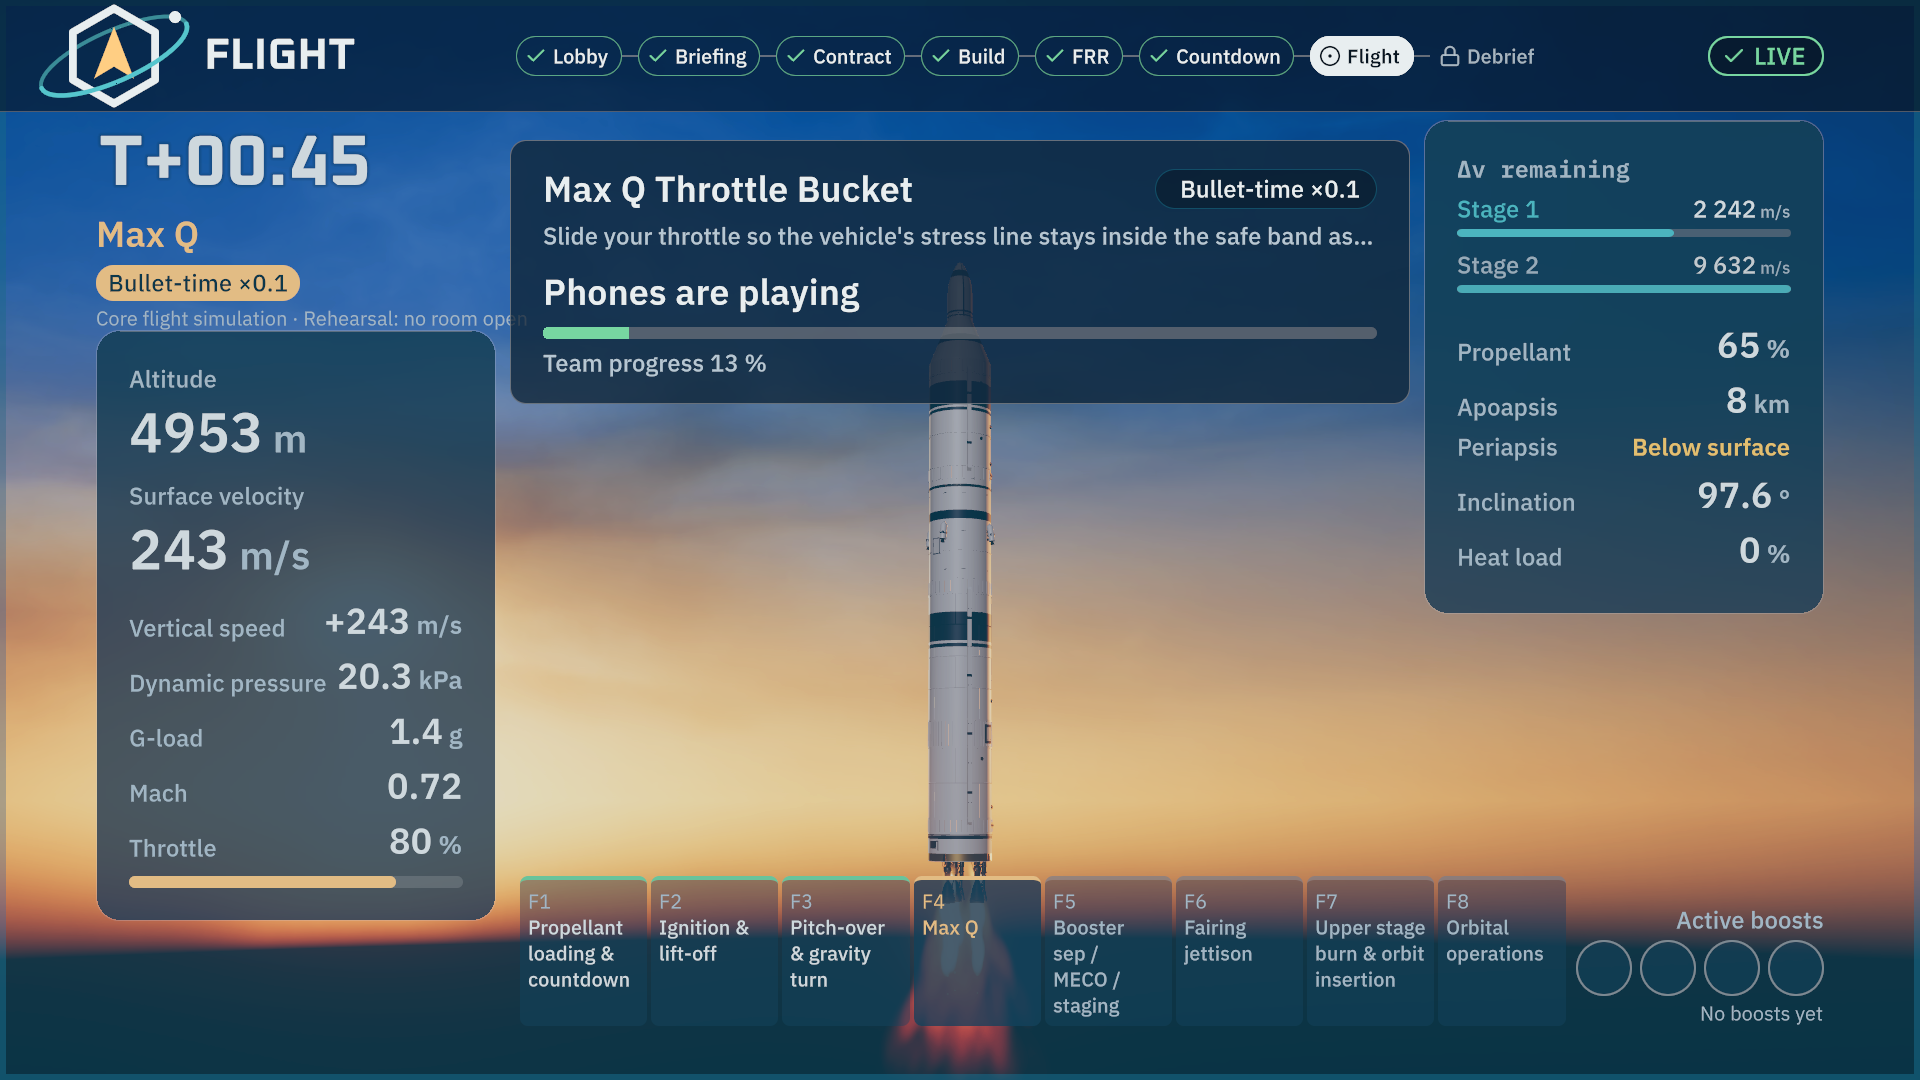 FLIGHT
Lobby
Briefing
Contract
Build
FRR
Countdown
Flight
Debrief
LIVE
T+00:45
Max Q
Bullet-time ×0.1
Core flight simulation · Rehearsal: no room open
Altitude
4953 m
Surface velocity
243 m/s
Vertical speed +243 m/s
Dynamic pressure 20.3 kPa
G-load 1.4 g
Mach 0.72
Throttle 80 %
Max Q Throttle Bucket
Bullet-time ×0.1
Slide your throttle so the vehicle's stress line stays inside the safe band as...
Phones are playing
Team progress 13 %
Δv remaining
Stage 1 2 242 m/s
Stage 2 9 632 m/s
Propellant 65 %
Apoapsis 8 km
Periapsis Below surface
Inclination 97.6 °
Heat load 0 %
F1
Propellant
loading &
countdown
F2
Ignition &
lift-off
F3
Pitch-over
& gravity
turn
F4
Max Q
F5
Booster
sep /
MECO /
staging
F6
Fairing
jettison
F7
Upper stage
burn & orbit
insertion
F8
Orbital
operations
Active boosts
No boosts yet